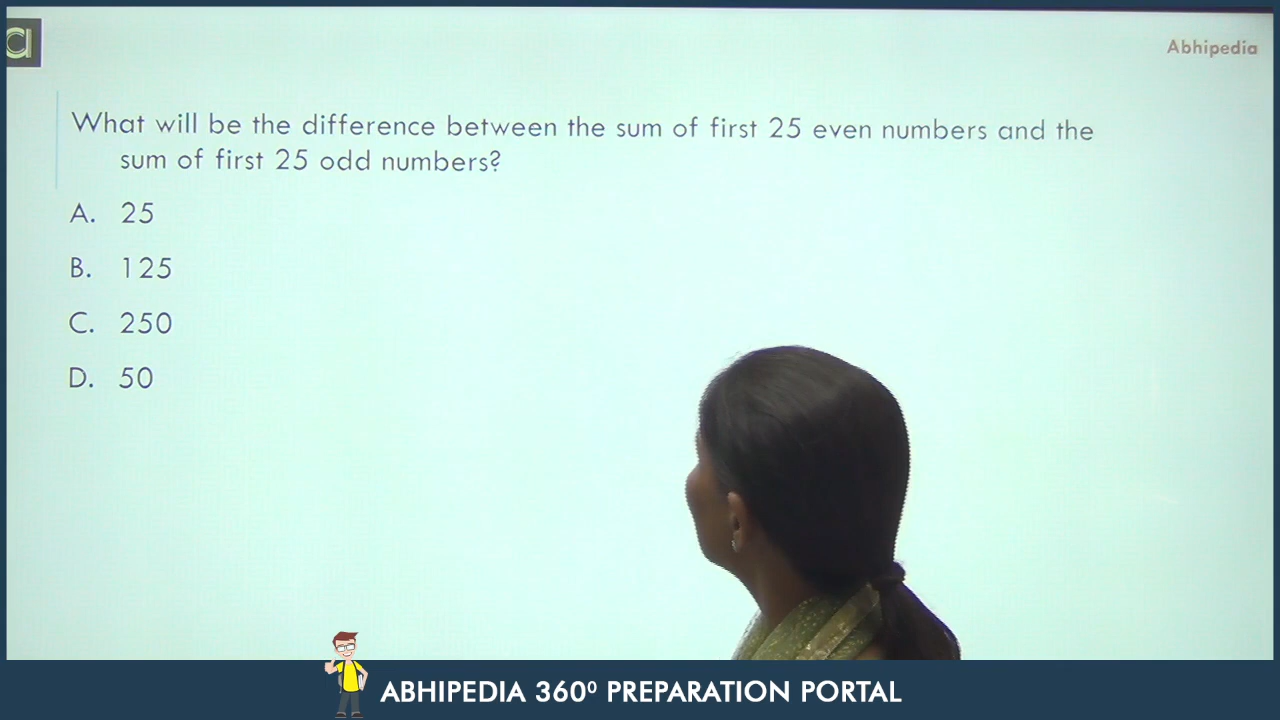 a
Abhipedia
What will be the difference between the sum of first 25 even numbers and the
sum of first 25 odd numbers?
A. 25
B. 125
C. 250
D. 50
ABHIPEDIA 360⁰ PREPARATION PORTAL